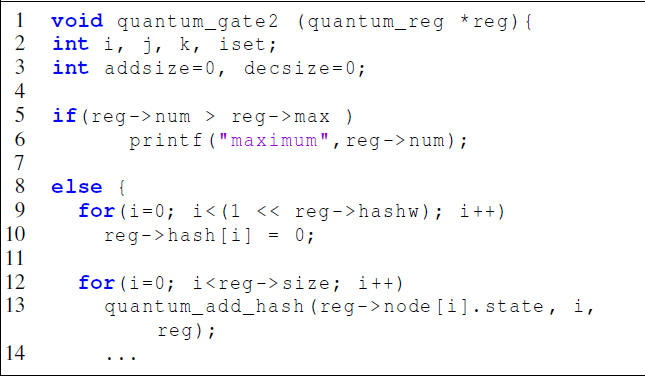 1 void quantum_gate2 (quantum_reg *reg){
2 int i, j, k, iset;
3 int addsize=0, decsize=0;
4
5 if(reg->num > reg->max )
6 printf("maximum",reg->num);
7
8 else {
9 for(i=0; i<(1 << reg->hashw); i++)
10 reg->hash[i] = 0;
11
12 for(i=0; i<reg->size; i++)
13 quantum_add_hash(reg->node[i].state, i,
reg);
14 ...